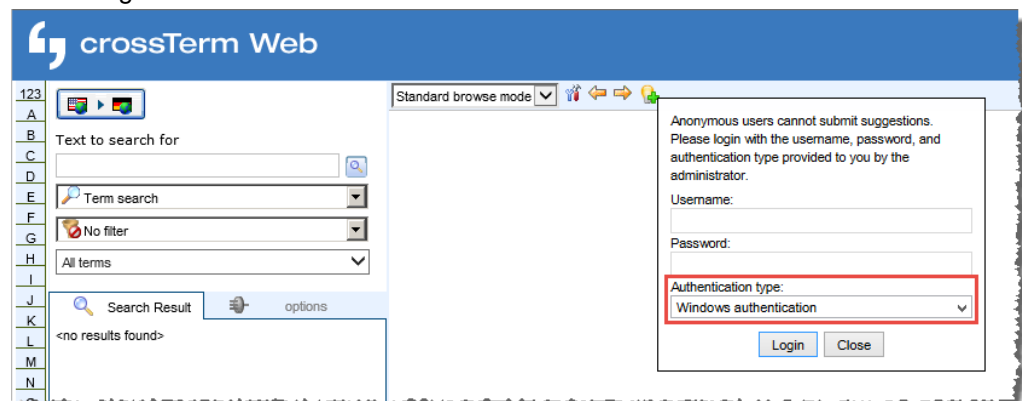 crossTerm Web
123
A
B
C
D
E
F
G
H
I
J
K
L
M
N
Text to search for
Term search
No filter
All terms
Search Result
options
<no results found>
Standard browse mode
Anonymous users cannot submit suggestions.
Please login with the username, password, and
authentication type provided to you by the
administrator.
Username:
Password:
Authentication type:
Windows authentication
Login
Close